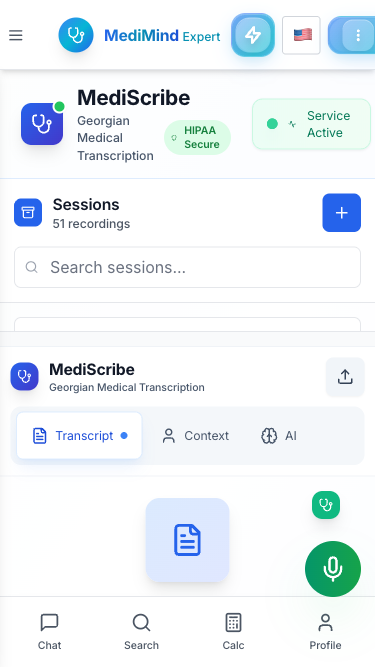 MediMind Expert
MediScribe
Georgian
Medical
Transcription
HIPAA
Secure
Service
Active
Sessions
51 recordings
Search sessions...
MediScribe
Georgian Medical Transcription
Transcript
Context
AI
Chat
Search
Calc
Profile